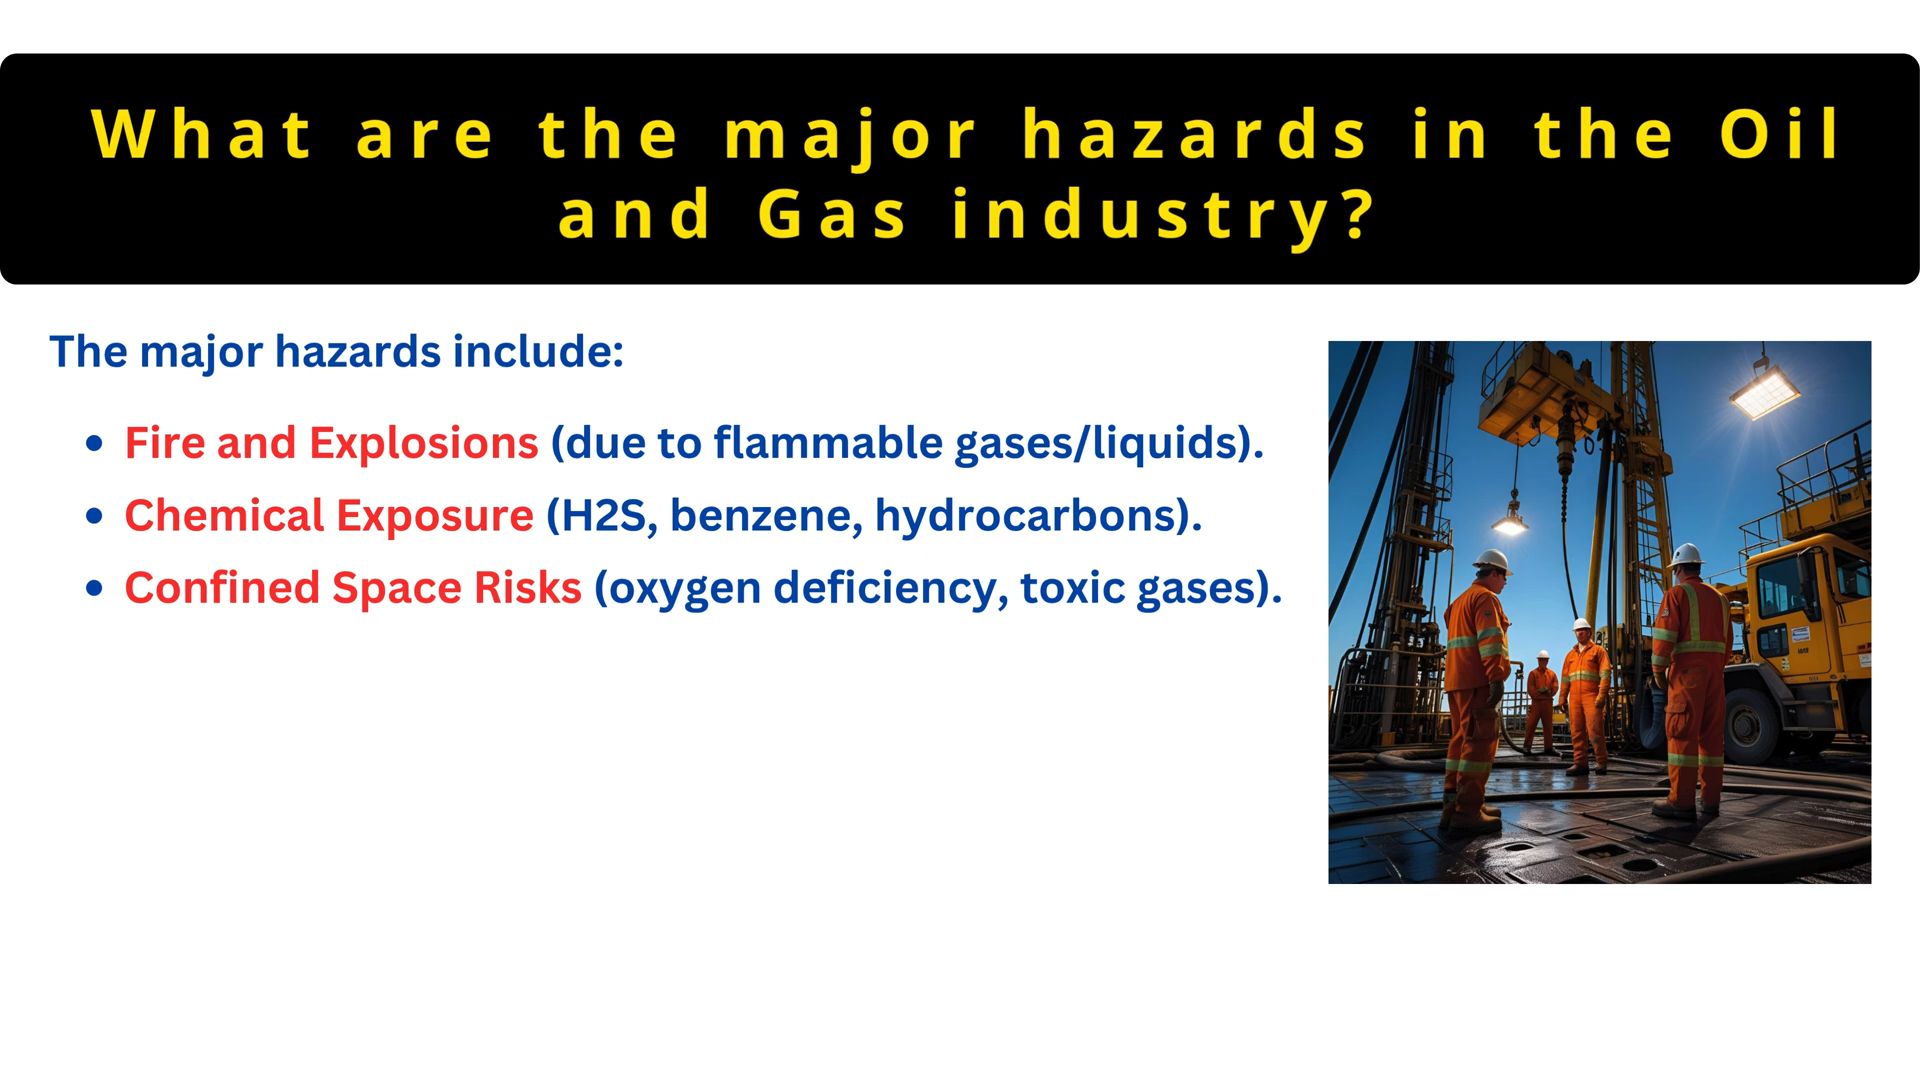 What are the major hazards in the Oil
and Gas industry?
The major hazards include:
• Fire and Explosions (due to flammable gases/liquids).
• Chemical Exposure (H2S, benzene, hydrocarbons).
• Confined Space Risks (oxygen deficiency, toxic gases).